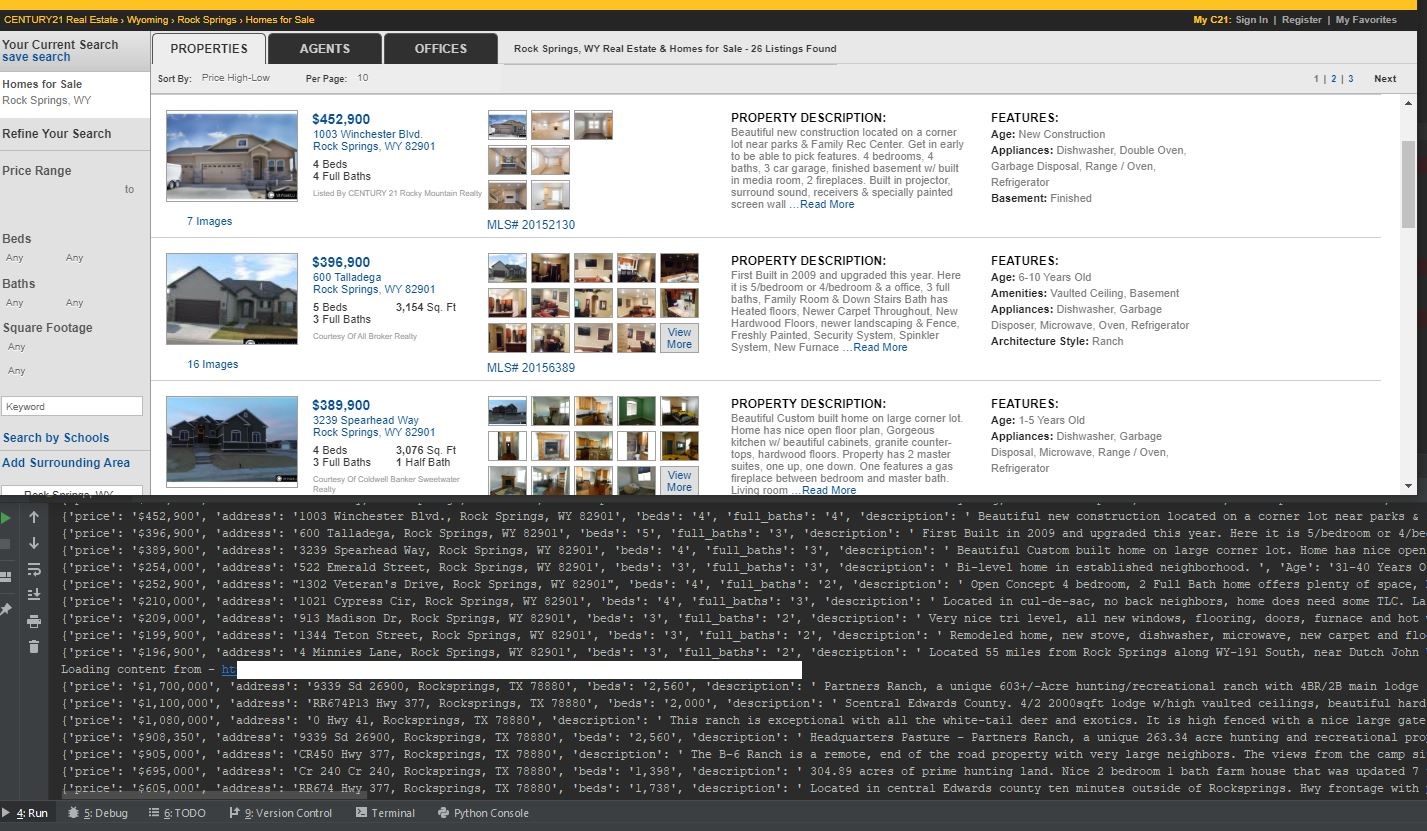 CENTURY21 Real Estate › Wyoming › Rock Springs › Homes for Sale
My C21: Sign In | Register | My Favorites
Your Current Search
save search
PROPERTIES
AGENTS
OFFICES
Rock Springs, WY Real Estate & Homes for Sale - 26 Listings Found
Sort By: Price High-Low Per Page: 10
1 | 2 | 3 Next
Homes for Sale
Rock Springs, WY
Refine Your Search
Price Range
to
Beds
Any Any
Baths
Any Any
Square Footage
Any
Any
Keyword
Search by Schools
Add Surrounding Area
Rock Springs, WY
$452,900
1003 Winchester Blvd.
Rock Springs, WY 82901
4 Beds
4 Full Baths
Listed By CENTURY 21 Rocky Mountain Realty
7 Images
MLS# 20152130
PROPERTY DESCRIPTION:
Beautiful new construction located on a corner
lot near parks & Family Rec Center. Get in early
to be able to pick features. 4 bedrooms, 4
baths, 3 car garage, finished basement w/ built
in media room, 2 fireplaces. Built in projector,
surround sound, receivers & specially painted
screen wall ...Read More
FEATURES:
Age: New Construction
Appliances: Dishwasher, Double Oven,
Garbage Disposal, Range / Oven,
Refrigerator
Basement: Finished
$396,900
600 Talladega
Rock Springs, WY 82901
5 Beds 3,154 Sq. Ft
3 Full Baths
Courtesy Of All Broker Realty
16 Images
View
More
MLS# 20156389
PROPERTY DESCRIPTION:
First Built in 2009 and upgraded this year. Here
it is 5/bedroom or 4/bedroom & a office, 3 full
baths, Family Room & Down Stairs Bath has
Heated floors, Newer Carpet Throughout, New
Hardwood Floors, newer landscaping & Fence,
Freshly Painted, Security System, Spinkler
System, New Furnace ...Read More
FEATURES:
Age: 6-10 Years Old
Amenities: Vaulted Ceiling, Basement
Appliances: Dishwasher, Garbage
Disposer, Microwave, Oven, Refrigerator
Architecture Style: Ranch
$389,900
3239 Spearhead Way
Rock Springs, WY 82901
4 Beds 3,076 Sq. Ft
3 Full Baths 1 Half Bath
Courtesy Of Coldwell Banker Sweetwater
Realty
View
More
PROPERTY DESCRIPTION:
Beautiful Custom built home on large corner lot.
Home has nice open floor plan, Gorgeous
kitchen w/ beautiful cabinets, granite counter-
tops, hardwood floors. Property has 2 master
suites, one up, one down. One features a gas
fireplace between bedroom and master bath.
Living room ...Read More
FEATURES:
Age: 1-5 Years Old
Appliances: Dishwasher, Garbage
Disposal, Microwave, Range / Oven,
Refrigerator
{'price': '$452,900', 'address': '1003 Winchester Blvd., Rock Springs, WY 82901', 'beds': '4', 'full_baths': '4', 'description': ' Beautiful new construction located on a corner lot near parks &
{'price': '$396,900', 'address': '600 Talladega, Rock Springs, WY 82901', 'beds': '5', 'full_baths': '3', 'description': ' First Built in 2009 and upgraded this year. Here it is 5/bedroom or 4/be
{'price': '$389,900', 'address': '3239 Spearhead Way, Rock Springs, WY 82901', 'beds': '4', 'full_baths': '3', 'description': ' Beautiful Custom built home on large corner lot. Home has nice open
{'price': '$254,000', 'address': '522 Emerald Street, Rock Springs, WY 82901', 'beds': '3', 'full_baths': '3', 'description': ' Bi-level home in established neighborhood. ', 'Age': '31-40 Years O
{'price': '$252,900', 'address': "1302 Veteran's Drive, Rock Springs, WY 82901", 'beds': '4', 'full_baths': '2', 'description': ' Open Concept 4 bedroom, 2 Full Bath home offers plenty of space,
{'price': '$210,000', 'address': '1021 Cypress Cir, Rock Springs, WY 82901', 'beds': '4', 'full_baths': '3', 'description': ' Located in cul-de-sac, no back neighbors, home does need some TLC. La
{'price': '$209,000', 'address': '913 Madison Dr, Rock Springs, WY 82901', 'beds': '3', 'full_baths': '2', 'description': ' Very nice tri level, all new windows, flooring, doors, furnace and hot
{'price': '$199,900', 'address': '1344 Teton Street, Rock Springs, WY 82901', 'beds': '3', 'full_baths': '2', 'description': ' Remodeled home, new stove, dishwasher, microwave, new carpet and flo
{'price': '$196,900', 'address': '4 Minnies Lane, Rock Springs, WY 82901', 'beds': '3', 'full_baths': '2', 'description': ' Located 55 miles from Rock Springs along WY-191 South, near Dutch John
Loading content from - ht
{'price': '$1,700,000', 'address': '9339 Sd 26900, Rocksprings, TX 78880', 'beds': '2,560', 'description': ' Partners Ranch, a unique 603+/-Acre hunting/recreational ranch with 4BR/2B main lodge
{'price': '$1,100,000', 'address': 'RR674P13 Hwy 377, Rocksprings, TX 78880', 'beds': '2,000', 'description': ' Scentral Edwards County. 4/2 2000sqft lodge w/high vaulted ceilings, beautiful hard
{'price': '$1,080,000', 'address': '0 Hwy 41, Rocksprings, TX 78880', 'description': ' This ranch is exceptional with all the white-tail deer and exotics. It is high fenced with a nice large gate
{'price': '$908,350', 'address': '9339 Sd 26900, Rocksprings, TX 78880', 'beds': '2,560', 'description': ' Headquarters Pasture - Partners Ranch, a unique 263.34 acre hunting and recreational pro
{'price': '$905,000', 'address': 'CR450 Hwy 377, Rocksprings, TX 78880', 'description': ' The B-6 Ranch is a remote, end of the road property with very large neighbors. The views from the camp si
{'price': '$695,000', 'address': 'Cr 240 Cr 240, Rocksprings, TX 78880', 'beds': '1,398', 'description': ' 304.89 acres of prime hunting land. Nice 2 bedroom 1 bath farm house that was updated 7
{'price': '$605,000', 'address': 'RR674 Hwy 377, Rocksprings, TX 78880', 'beds': '1,738', 'description': ' Located in central Edwards county ten minutes outside of Rocksprings. Hwy frontage with
4: Run 5: Debug 6: TODO 9: Version Control Terminal Python Console